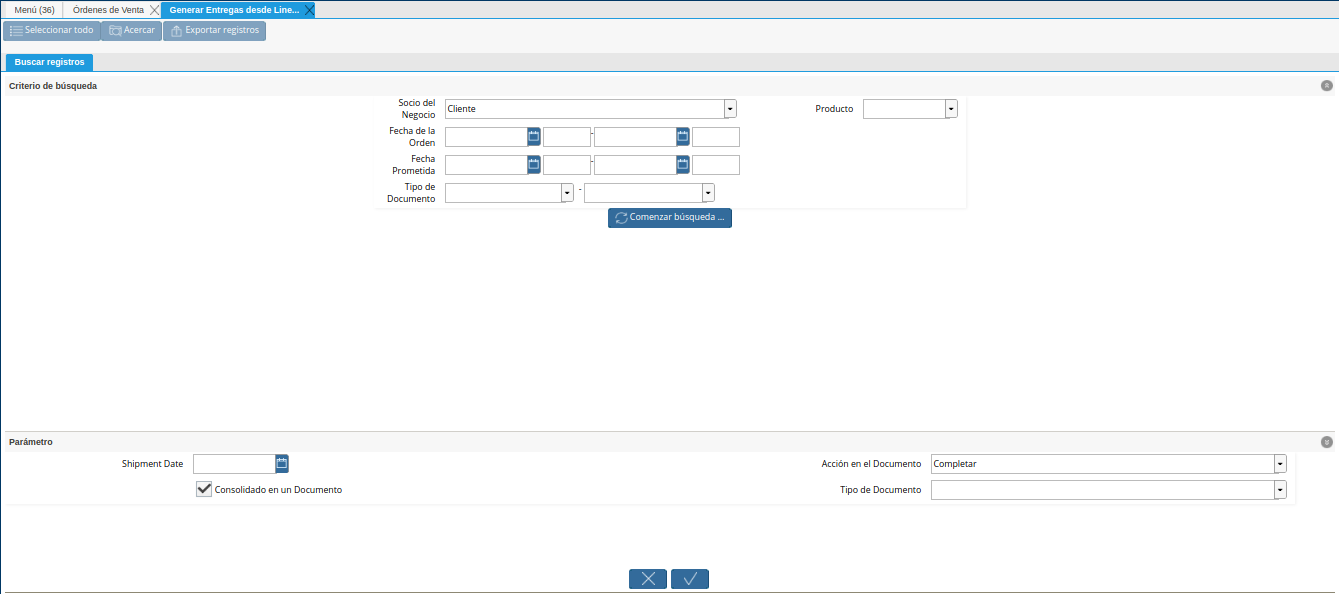 Menú (36) Órdenes de Venta Generar Entregas desde Line...
Seleccionar todo Acercar Exportar registros
Buscar registros
Criterio de búsqueda
Socio del Negocio Cliente Producto
Fecha de la Orden -
Fecha Prometida -
Tipo de Documento -
Comenzar búsqueda ...
Parámetro
Shipment Date Acción en el Documento Completar
Consolidado en un Documento Tipo de Documento